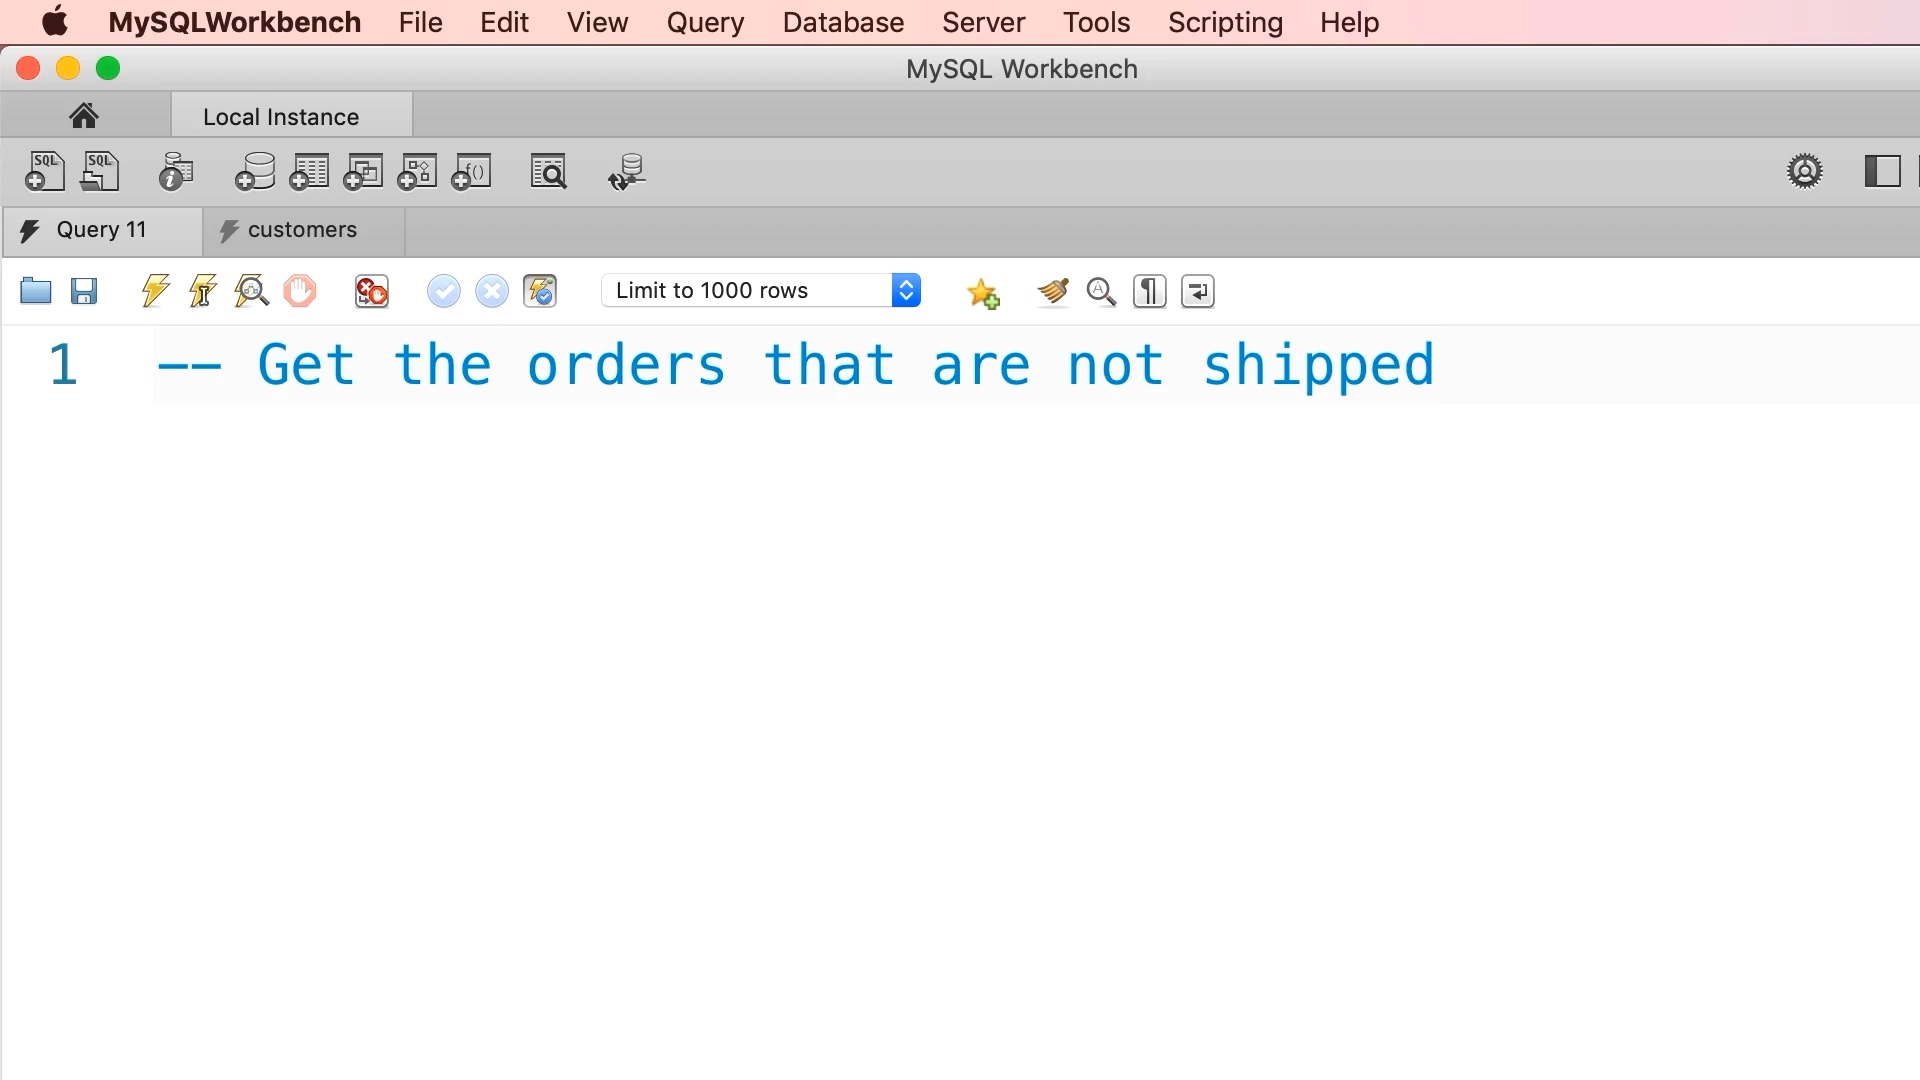 MySQLWorkbench File Edit View Query Database Server Tools Scripting Help
MySQL Workbench
Local Instance
SQL SQL f()
Query 11 customers
Limit to 1000 rows
1 -- Get the orders that are not shipped